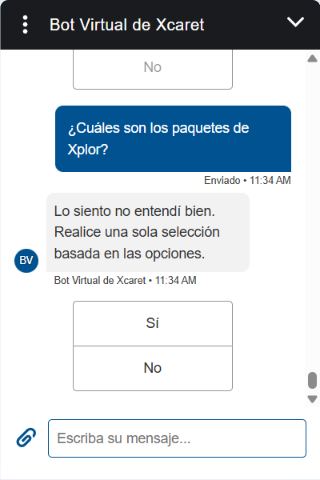 Bot Virtual de Xcaret
No
¿Cuáles son los paquetes de
Xplor?
Enviado • 11:34 AM
Lo siento no entendí bien.
Realice una sola selección
basada en las opciones.
BV
Bot Virtual de Xcaret • 11:34 AM
Sí
No
Escriba su mensaje...